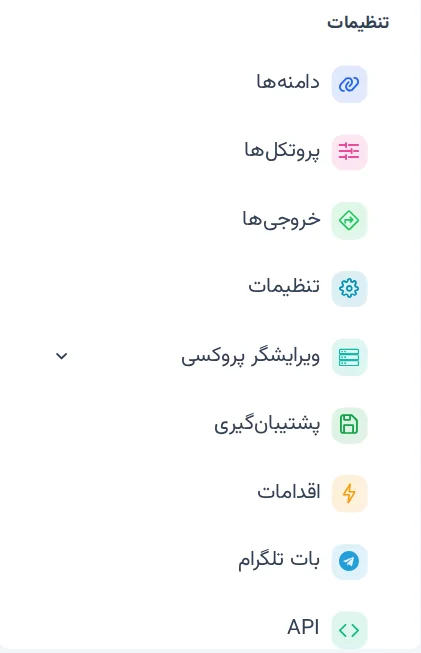 تنظیمات
دامنه‌ها
پروتکل‌ها
خروجی‌ها
تنظیمات
ویرایشگر پروکسی
پشتیبان‌گیری
اقدامات
بات تلگرام
API